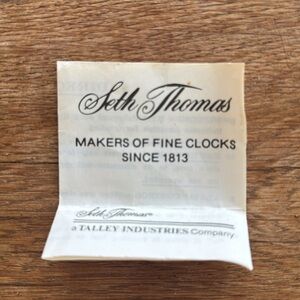 Seth Thomas
MAKERS OF FINE CLOCKS
SINCE 1813
Seth Thomas®
a TALLEY INDUSTRIES Company